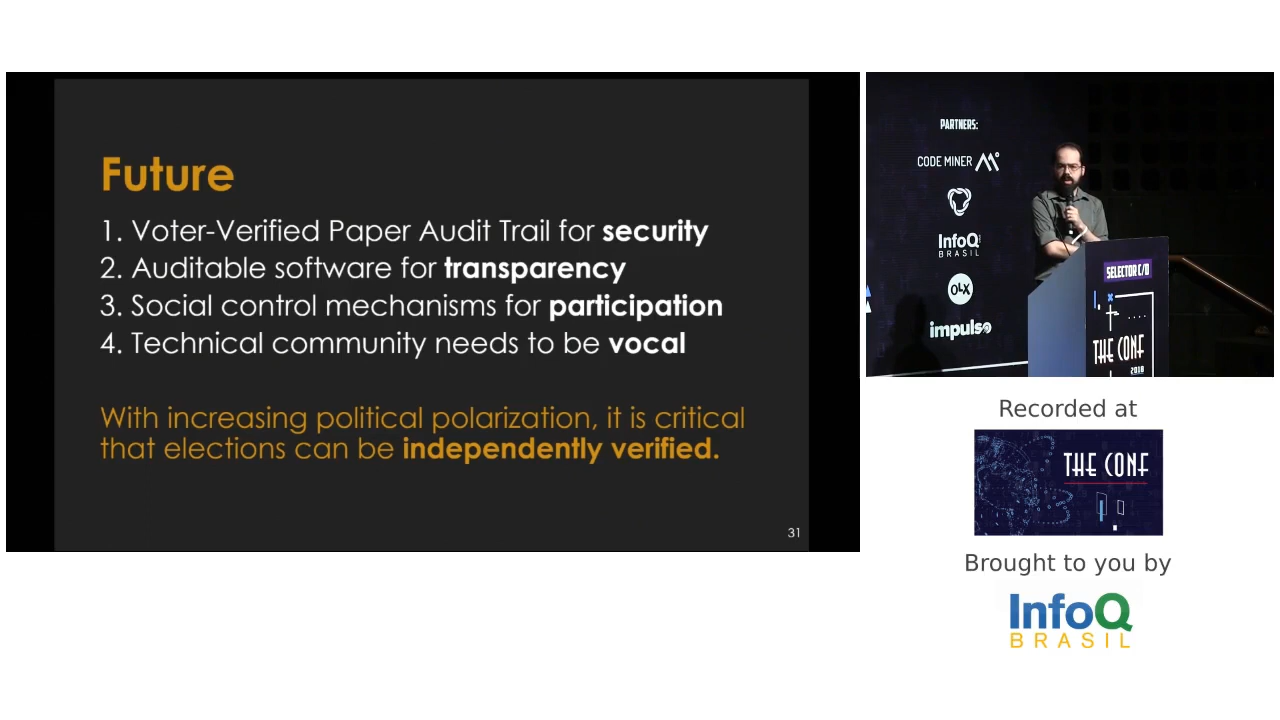 Future
1. Voter-Verified Paper Audit Trail for security
2. Auditable software for transparency
3. Social control mechanisms for participation
4. Technical community needs to be vocal
With increasing political polarization, it is critical
that elections can be independently verified.
31
PARTNERS:
CODE MINER
InfoQ
BRASIL
OLX
impulso
SELECTOR C/O
THE CONF
2018
Recorded at
THE CONF
Brought to you by
InfoQ
BRASIL